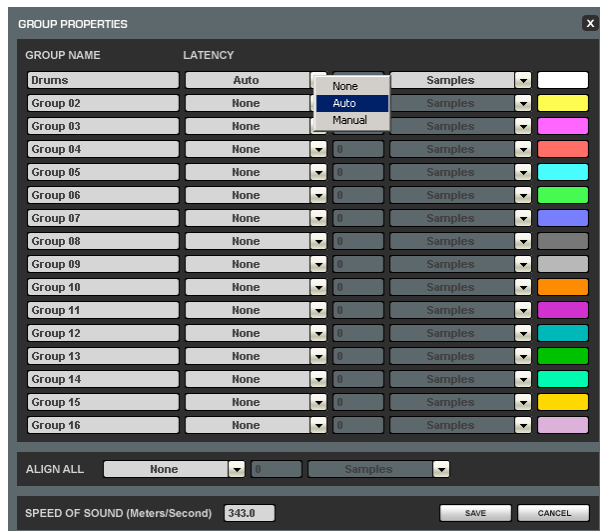 GROUP PROPERTIES X
GROUP NAME LATENCY
Drums Auto Samples
None
Auto
Manual
Group 02 None Samples
Group 03 None Samples
Group 04 None 0 Samples
Group 05 None 0 Samples
Group 06 None 0 Samples
Group 07 None 0 Samples
Group 08 None 0 Samples
Group 09 None 0 Samples
Group 10 None 0 Samples
Group 11 None 0 Samples
Group 12 None 0 Samples
Group 13 None 0 Samples
Group 14 None 0 Samples
Group 15 None 0 Samples
Group 16 None 0 Samples
ALIGN ALL None 0 Samples
SPEED OF SOUND (Meters/Second) 343.0 SAVE CANCEL